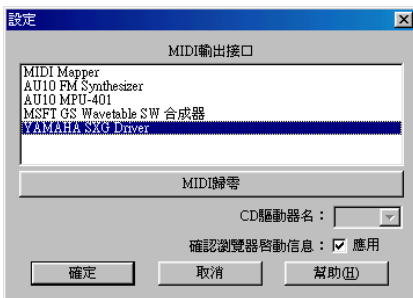 設定
MIDI輸出接口
MIDI Mapper
AU10 FM Synthesizer
AU10 MPU-401
MSFT GS Wavetable SW 合成器
YAMAHA SXG Driver
MIDI歸零
CD驅動器名：
確認瀏覽器啓動信息： 應用
確定 取消 幫助(H)